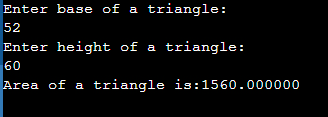 Enter base of a triangle:
52
Enter height of a triangle:
60
Area of a triangle is:1560.000000